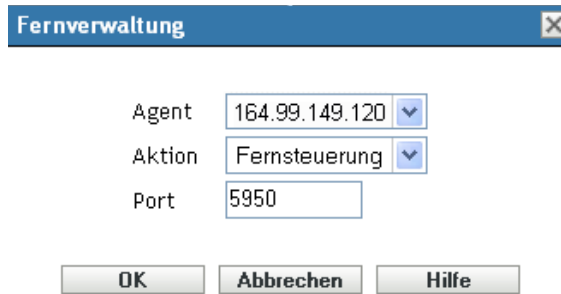 Fernverwaltung
Agent 164.99.149.120
Aktion Fernsteuerung
Port 5950
OK Abbrechen Hilfe